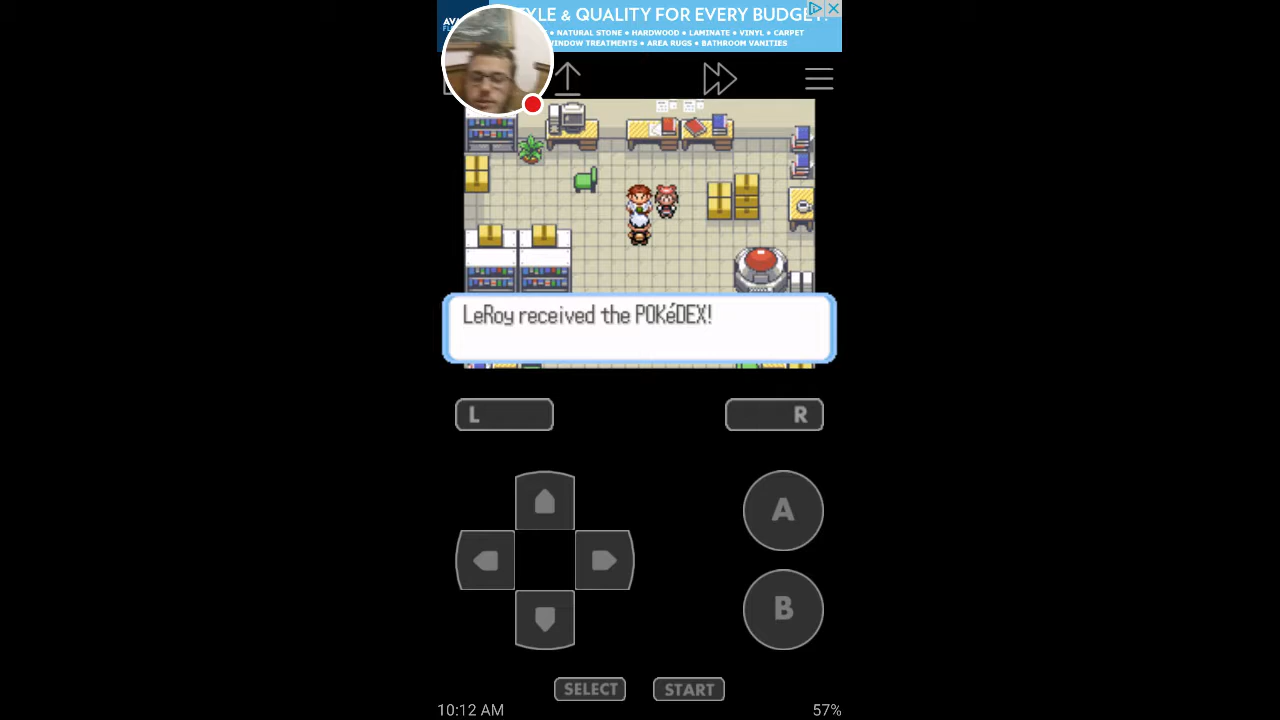 STYLE & QUALITY FOR EVERY BUDGET!
• NATURAL STONE • HARDWOOD • LAMINATE • VINYL • CARPET
WINDOW TREATMENTS • AREA RUGS • BATHROOM VANITIES
LeRoy received the POKéDEX!
L
R
A
B
SELECT
START
10:12 AM
57%